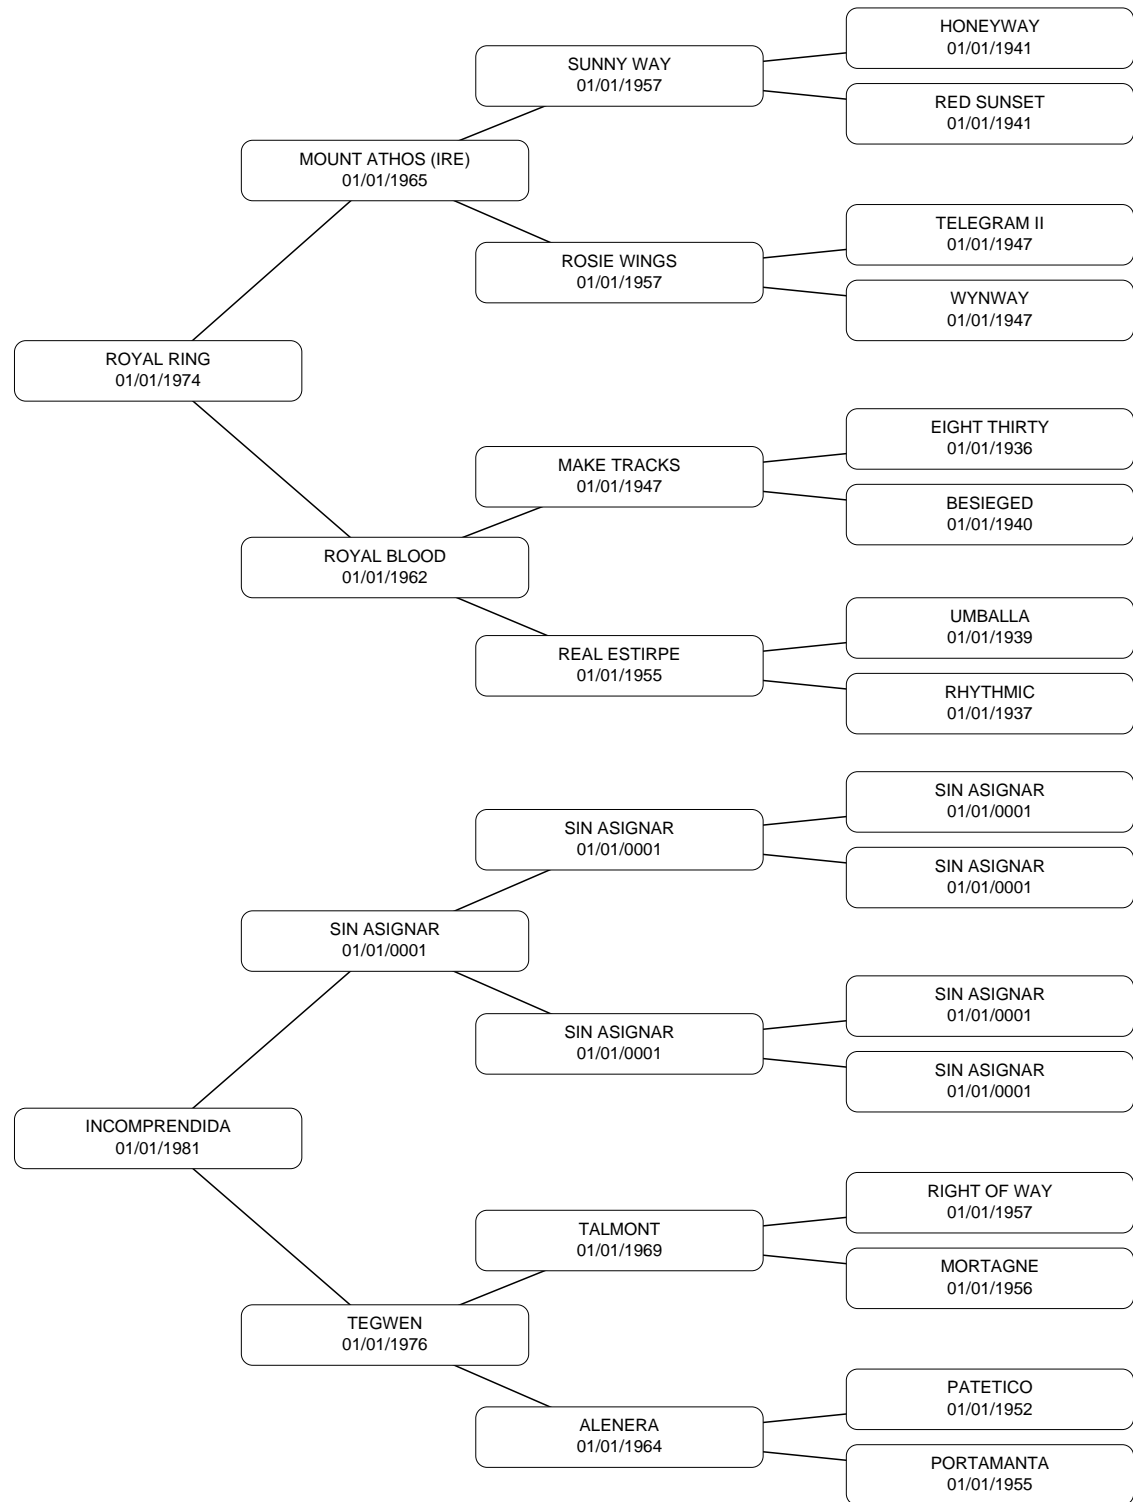 HONEYWAY
01/01/1941
SUNNY WAY
01/01/1957
RED SUNSET
01/01/1941
MOUNT ATHOS (IRE)
01/01/1965
TELEGRAM II
01/01/1947
ROSIE WINGS
01/01/1957
WYNWAY
01/01/1947
ROYAL RING
01/01/1974
EIGHT THIRTY
01/01/1936
MAKE TRACKS
01/01/1947
BESIEGED
01/01/1940
ROYAL BLOOD
01/01/1962
UMBALLA
01/01/1939
REAL ESTIRPE
01/01/1955
RHYTHMIC
01/01/1937
SIN ASIGNAR
01/01/0001
SIN ASIGNAR
01/01/0001
SIN ASIGNAR
01/01/0001
SIN ASIGNAR
01/01/0001
SIN ASIGNAR
01/01/0001
SIN ASIGNAR
01/01/0001
SIN ASIGNAR
01/01/0001
INCOMPRENDIDA
01/01/1981
RIGHT OF WAY
01/01/1957
TALMONT
01/01/1969
MORTAGNE
01/01/1956
TEGWEN
01/01/1976
PATETICO
01/01/1952
ALENERA
01/01/1964
PORTAMANTA
01/01/1955